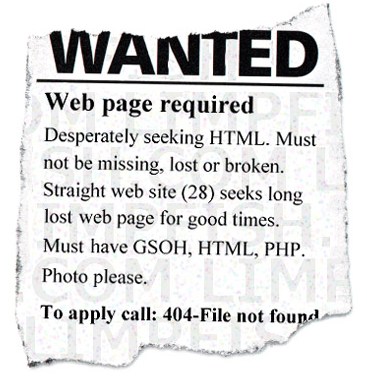 WANTED
Web page required
Desperately seeking HTML. Must
not be missing, lost or broken.
Straight web site (28) seeks long
lost web page for good times.
Must have GSOH, HTML, PHP.
Photo please.
To apply call: 404-File not found